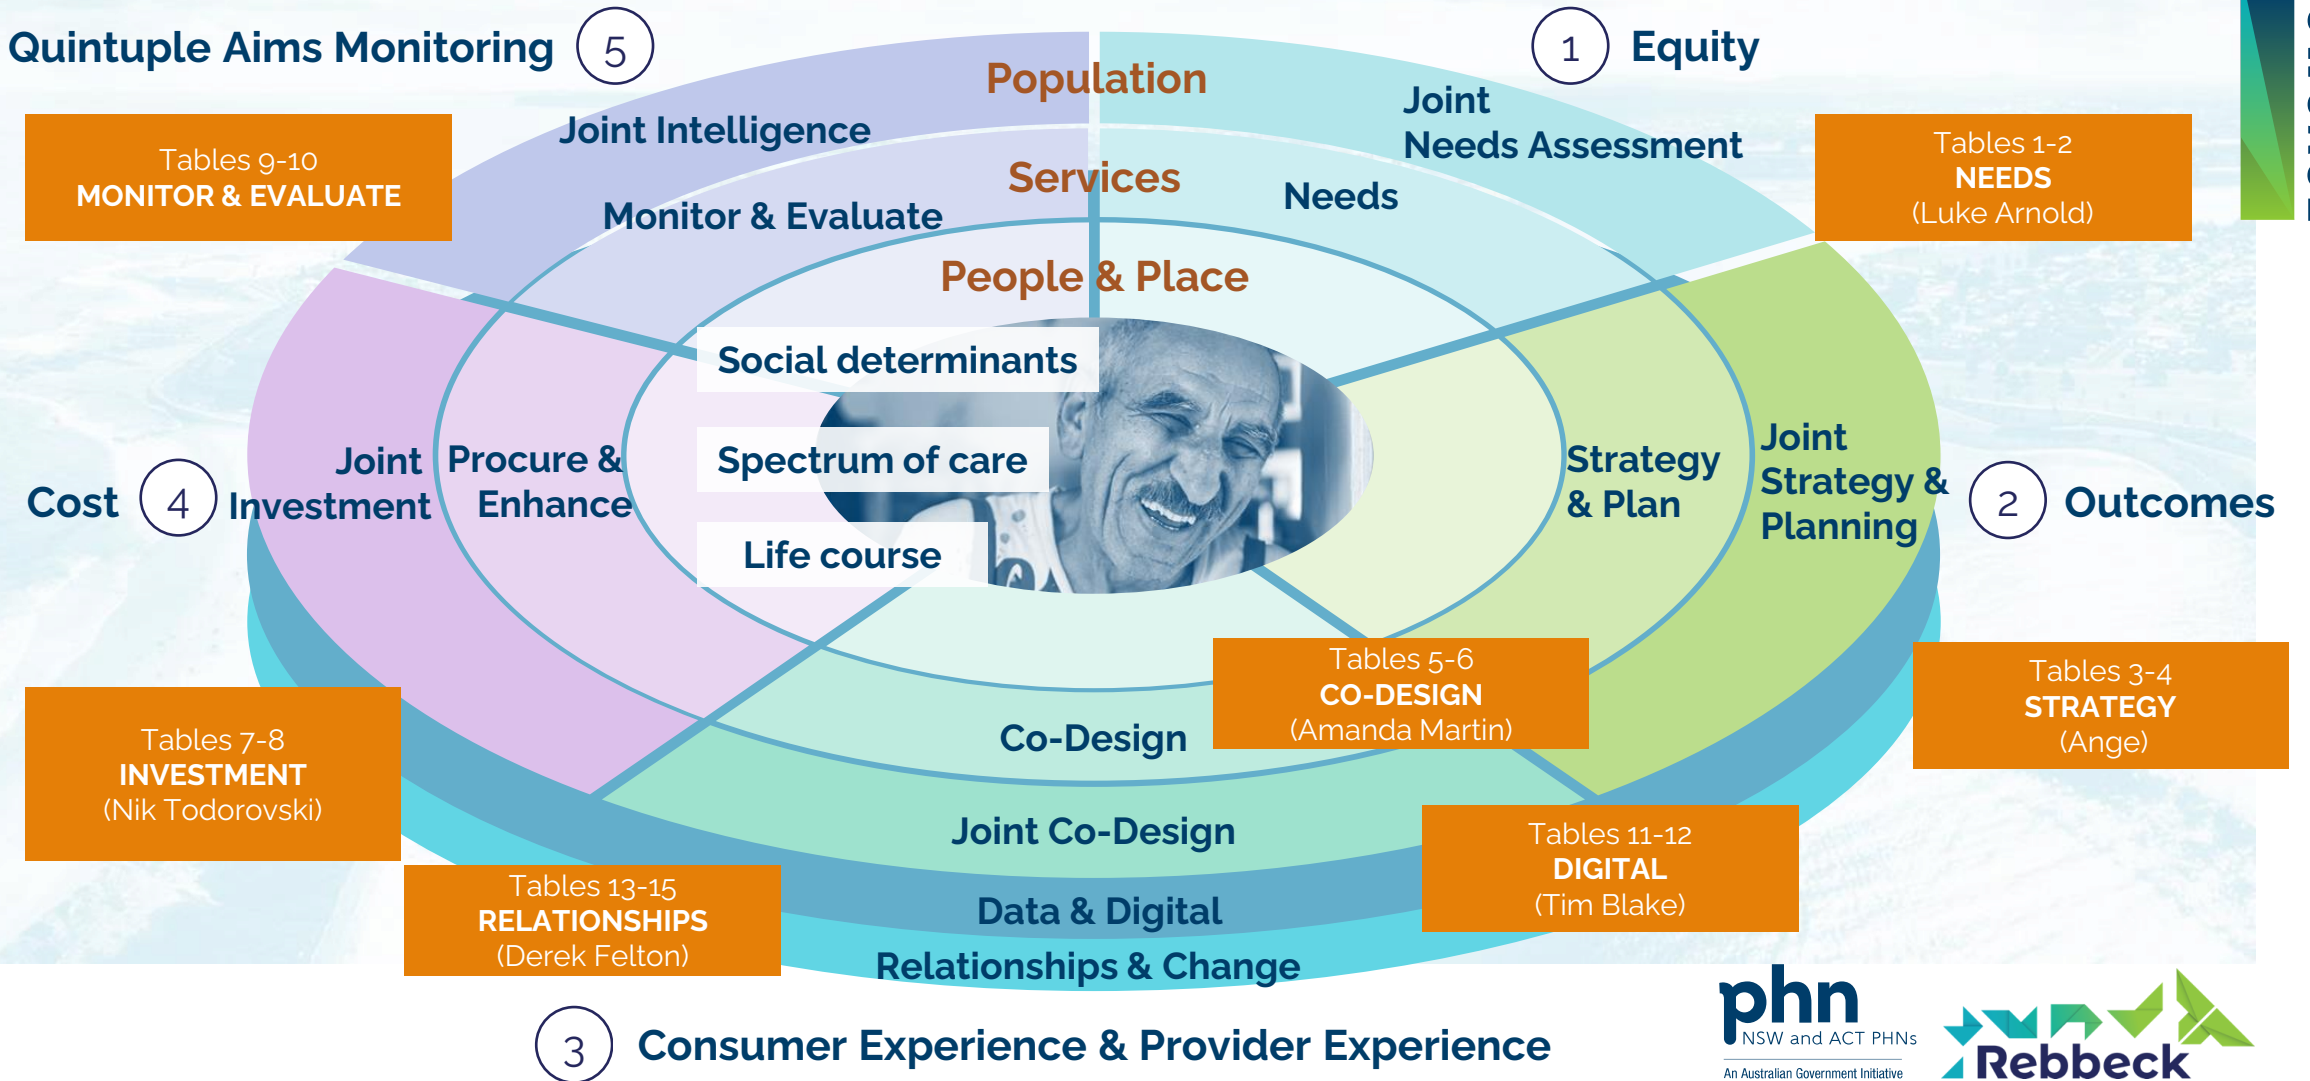 Quintuple Aims Monitoring
5
1
Equity
Population
Joint
Needs Assessment
Joint Intelligence
Tables 9-10
MONITOR & EVALUATE
Tables 1-2
NEEDS
(Luke Arnold)
Services
Needs
Monitor & Evaluate
People & Place
Social determinants
Spectrum of care
Life course
Joint
Investment
Procure &
Enhance
Strategy
& Plan
Joint
Strategy &
Planning
Cost
4
2
Outcomes
Tables 5-6
CO-DESIGN
(Amanda Martin)
Tables 3-4
STRATEGY
(Ange)
Tables 7-8
INVESTMENT
(Nik Todorovski)
Co-Design
Joint Co-Design
Tables 11-12
DIGITAL
(Tim Blake)
Tables 13-15
RELATIONSHIPS
(Derek Felton)
Data & Digital
Relationships & Change
3
Consumer Experience & Provider Experience
phn
NSW and ACT PHNs
An Australian Government Initiative
Rebbeck